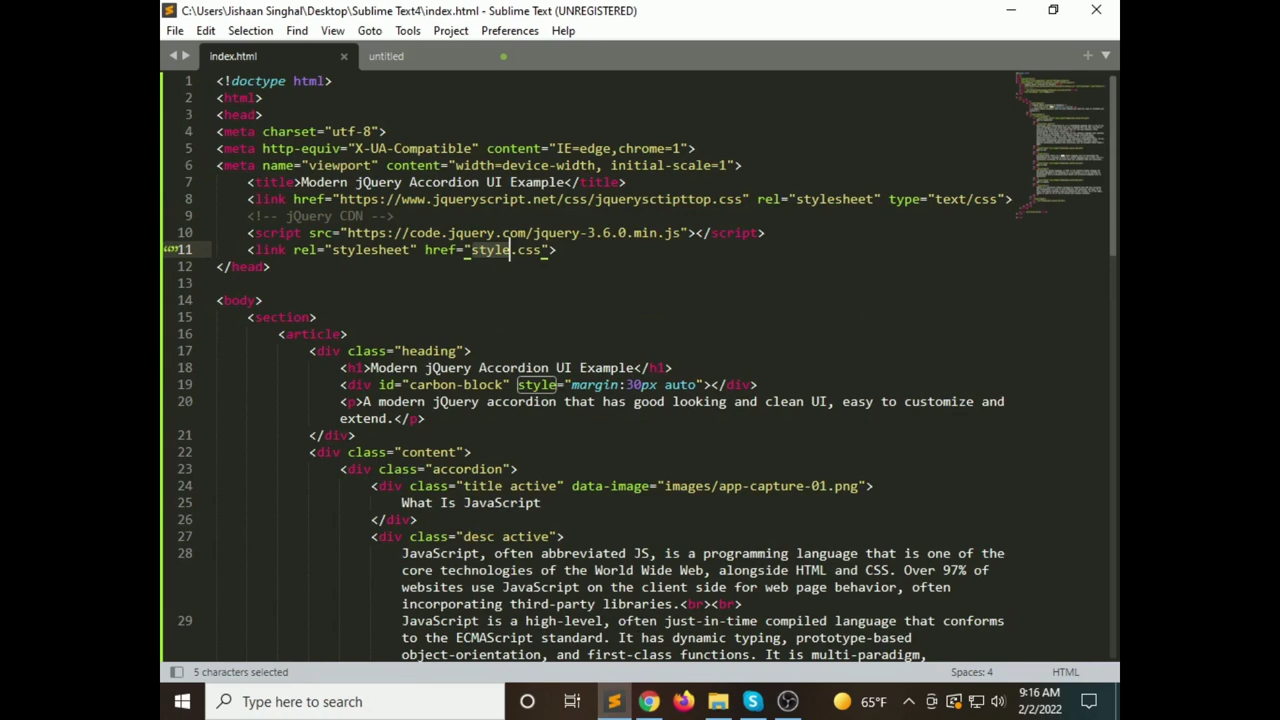 C:\Users\Jishaan Singhal\Desktop\Sublime Text4\index.html - Sublime Text (UNREGISTERED)
File Edit Selection Find View Goto Tools Project Preferences Help
index.html untitled
1 <!doctype html>
2 <html>
3 <head>
4 <meta charset="utf-8">
5 <meta http-equiv="X-UA-Compatible" content="IE=edge,chrome=1">
6 <meta name="viewport" content="width=device-width, initial-scale=1">
7 <title>Modern jQuery Accordion UI Example</title>
8 <link href="https://www.jqueryscript.net/css/jquerysctipttop.css" rel="stylesheet" type="text/css">
9 <!-- jQuery CDN -->
10 <script src="https://code.jquery.com/jquery-3.6.0.min.js"></script>
11 <link rel="stylesheet" href="style.css">
12 </head>
13
14 <body>
15 <section>
16 <article>
17 <div class="heading">
18 <h1>Modern jQuery Accordion UI Example</h1>
19 <div id="carbon-block" style="margin:30px auto"></div>
20 <p>A modern jQuery accordion that has good looking and clean UI, easy to customize and
extend.</p>
21 </div>
22 <div class="content">
23 <div class="accordion">
24 <div class="title active" data-image="images/app-capture-01.png">
25 What Is JavaScript
26 </div>
27 <div class="desc active">
28 JavaScript, often abbreviated JS, is a programming language that is one of the
core technologies of the World Wide Web, alongside HTML and CSS. Over 97% of
websites use JavaScript on the client side for web page behavior, often
incorporating third-party libraries.<br><br>
29 JavaScript is a high-level, often just-in-time compiled language that conforms
to the ECMAScript standard. It has dynamic typing, prototype-based
object-orientation, and first-class functions. It is multi-paradigm,
5 characters selected Spaces: 4 HTML
Type here to search 65°F 9:16 AM
2/2/2022